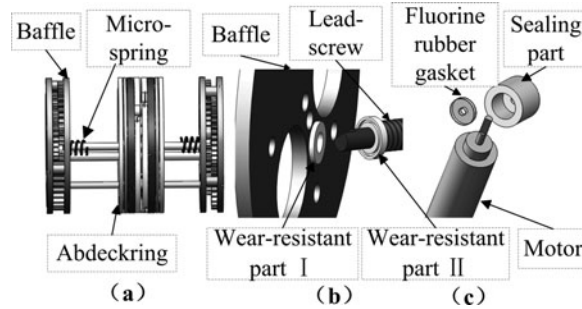 Baffle
Micro-
spring
Abdeckring
(a)
Baffle
Lead-
screw
Wear-resistant
part Ⅰ
Wear-resistant
part Ⅱ
(b)
Fluorine
rubber
gasket
Sealing
part
Motor
(c)